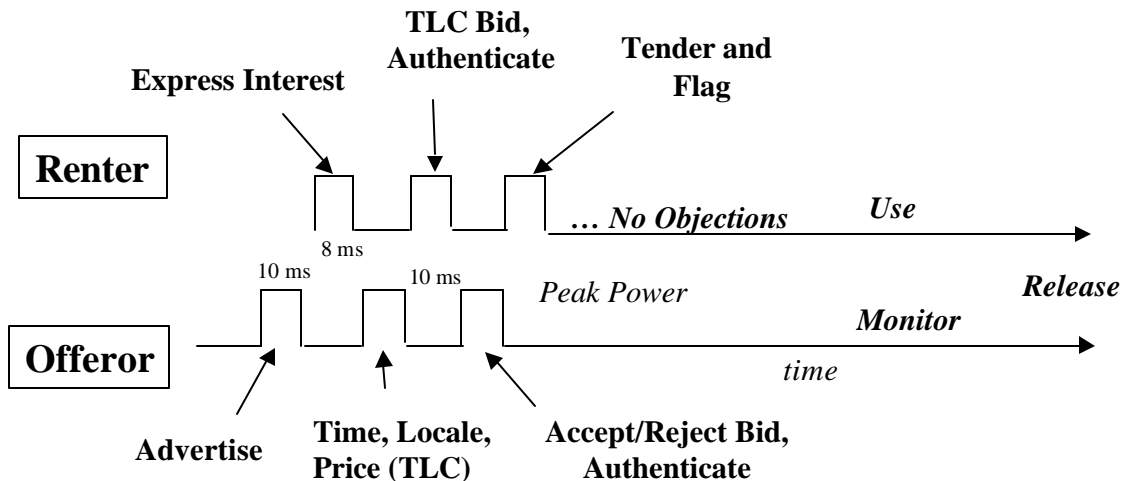 TLC Bid,
Authenticate
Tender and
Flag
Express Interest
Renter
… No Objections
Use
8 ms
10 ms
10 ms
Peak Power
Release
Monitor
Offeror
time
Advertise
Time, Locale,
Price (TLC)
Accept/Reject Bid,
Authenticate